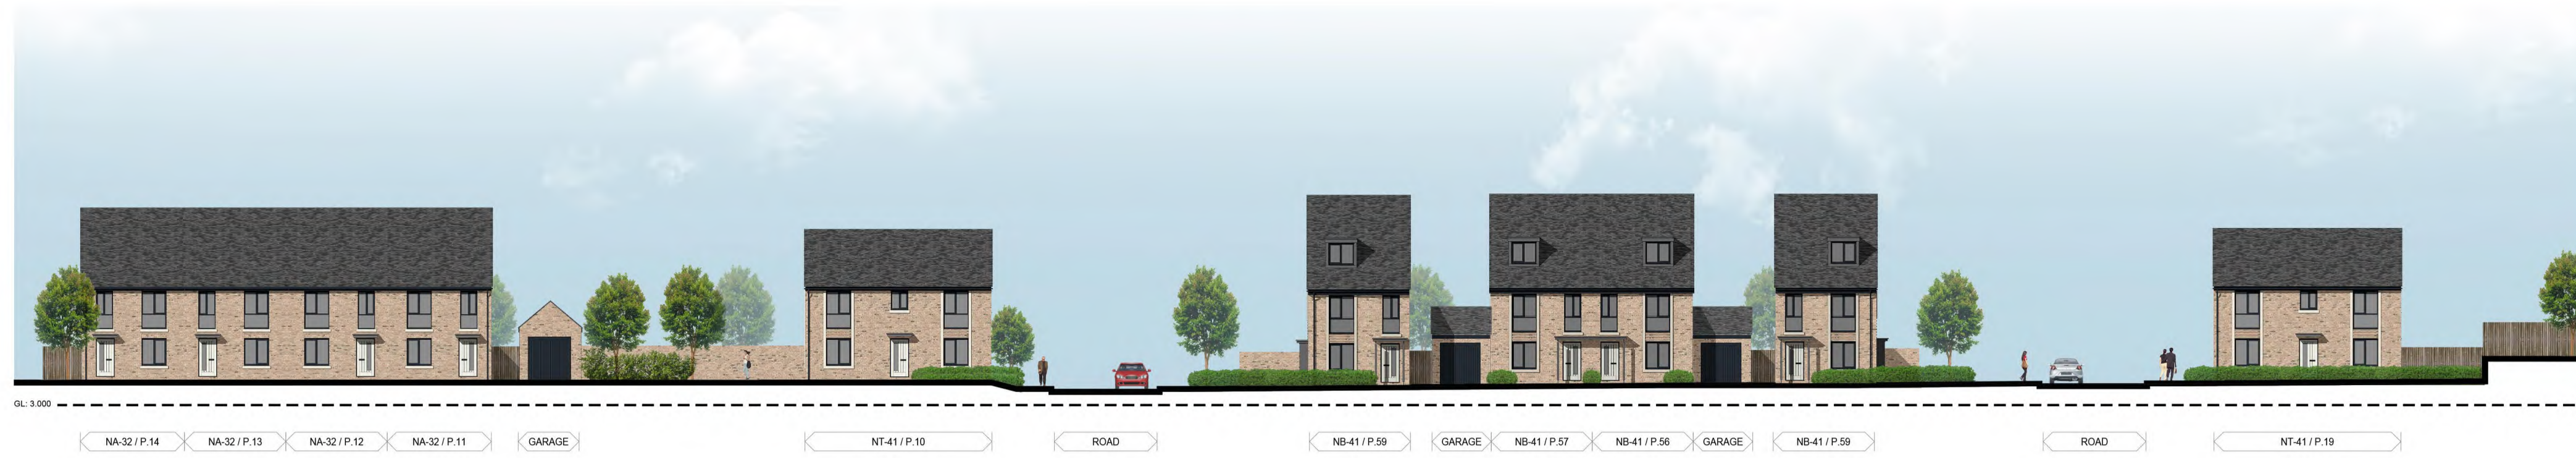 GL: 3.000
NA-32 / P.14
NA-32 / P.13
NA-32 / P.12
NA-32 / P.11
GARAGE
NT-41 / P.10
ROAD
NB-41 / P.59
GARAGE
NB-41 / P.57
NB-41 / P.56
GARAGE
NB-41 / P.59
ROAD
NT-41 / P.19